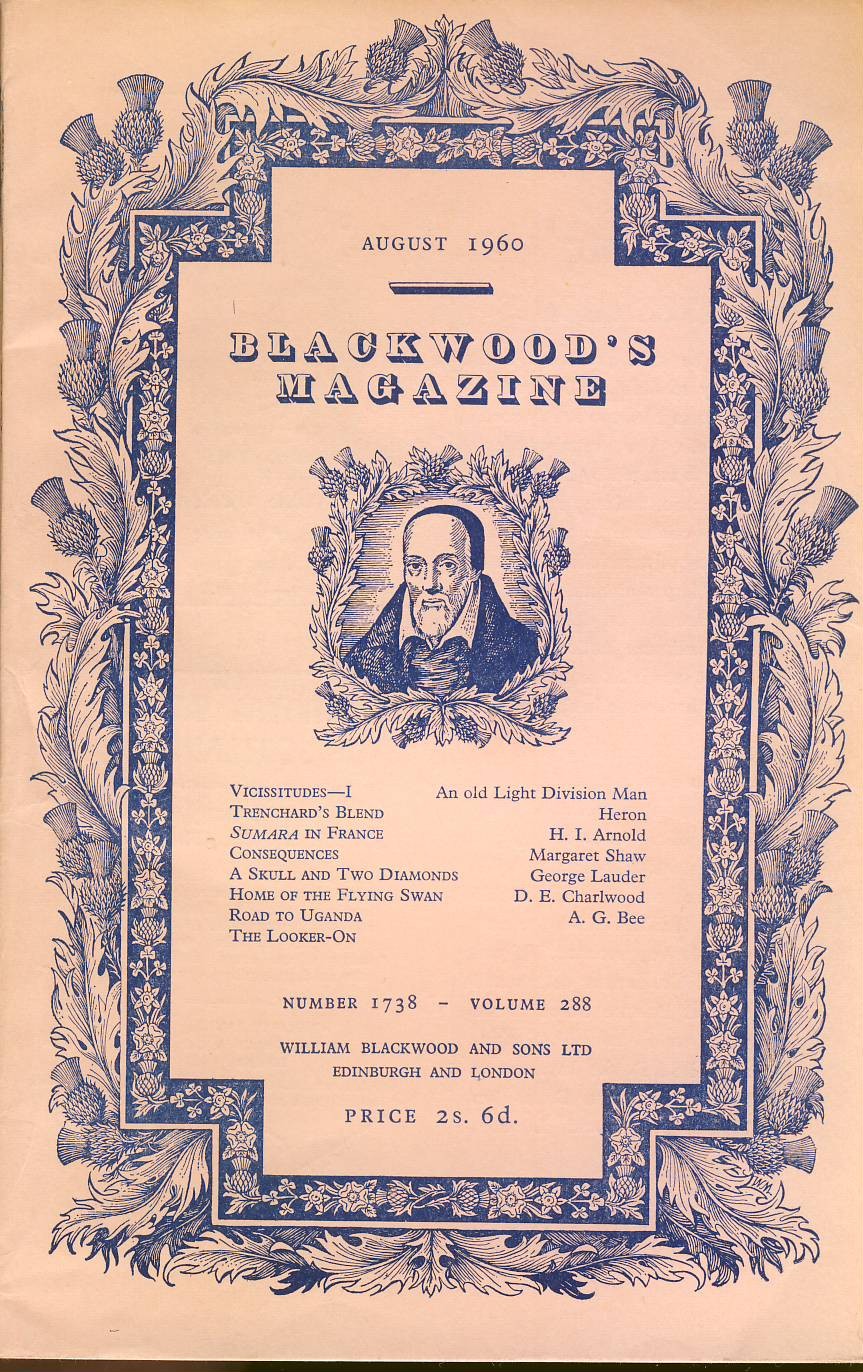 AUGUST 1960
BLACKWOOD'S
MAGAZINE
VICISSITUDES—I An old Light Division Man
TRENCHARD'S BLEND Heron
SUMARA IN FRANCE H. I. Arnold
CONSEQUENCES Margaret Shaw
A SKULL AND TWO DIAMONDS George Lauder
HOME OF THE FLYING SWAN D. E. Charlwood
ROAD TO UGANDA A. G. Bee
THE LOOKER-ON
NUMBER 1738 – VOLUME 288
WILLIAM BLACKWOOD AND SONS LTD
EDINBURGH AND LONDON
PRICE 2s. 6d.